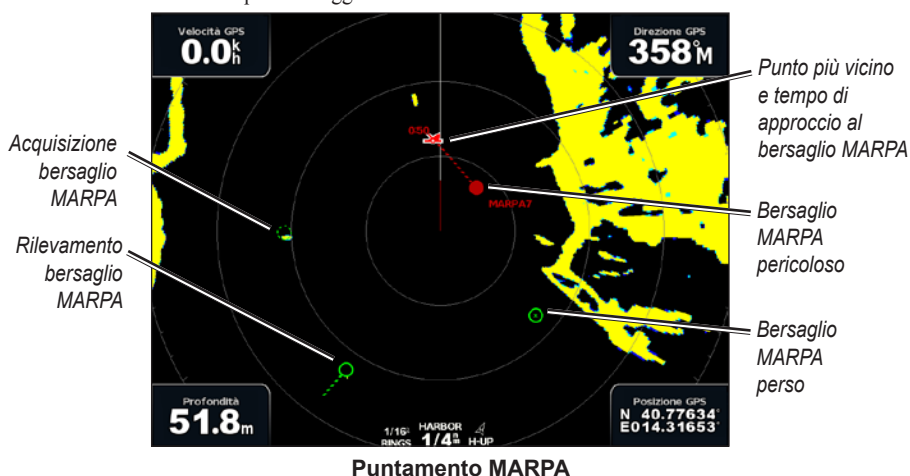 Velocità GPS
0.0 k/h
Direzione GPS
358°M
Punto più vicino
e tempo di
approccio al
bersaglio MARPA
Acquisizione
bersaglio
MARPA
MARPA7
Bersaglio
MARPA
pericoloso
Rilevamento
bersaglio
MARPA
Bersaglio
MARPA
perso
Profondità
51.8m
1/16 HARBOR
RINGS 1/4 H-UP
Posizione GPS
N 40.77634'
E014.31653'
Puntamento MARPA